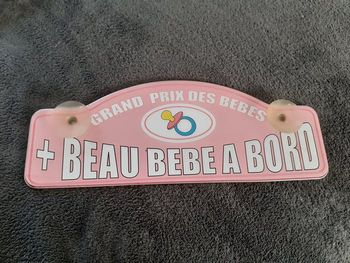 GRAND PRIX DES BEBES
+ BEAU BEBE A BORD